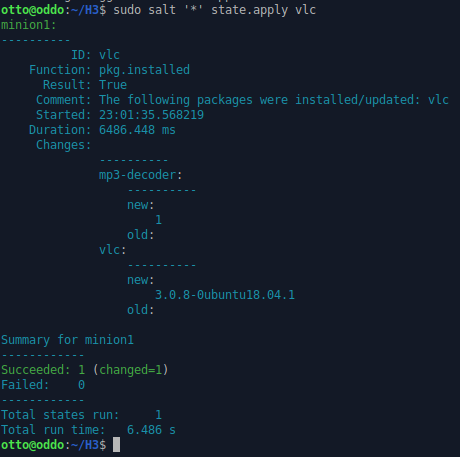 otto@oddo:~/H3$ sudo salt '*' state.apply vlc
minion1:
----------
          ID: vlc
    Function: pkg.installed
      Result: True
     Comment: The following packages were installed/updated: vlc
     Started: 23:01:35.568219
    Duration: 6486.448 ms
     Changes:
              ----------
              mp3-decoder:
                  ----------
                  new:
                      1
                  old:
              vlc:
                  ----------
                  new:
                      3.0.8-0ubuntu18.04.1
                  old:

Summary for minion1
------------
Succeeded: 1 (changed=1)
Failed:    0
------------
Total states run:     1
Total run time:   6.486 s
otto@oddo:~/H3$